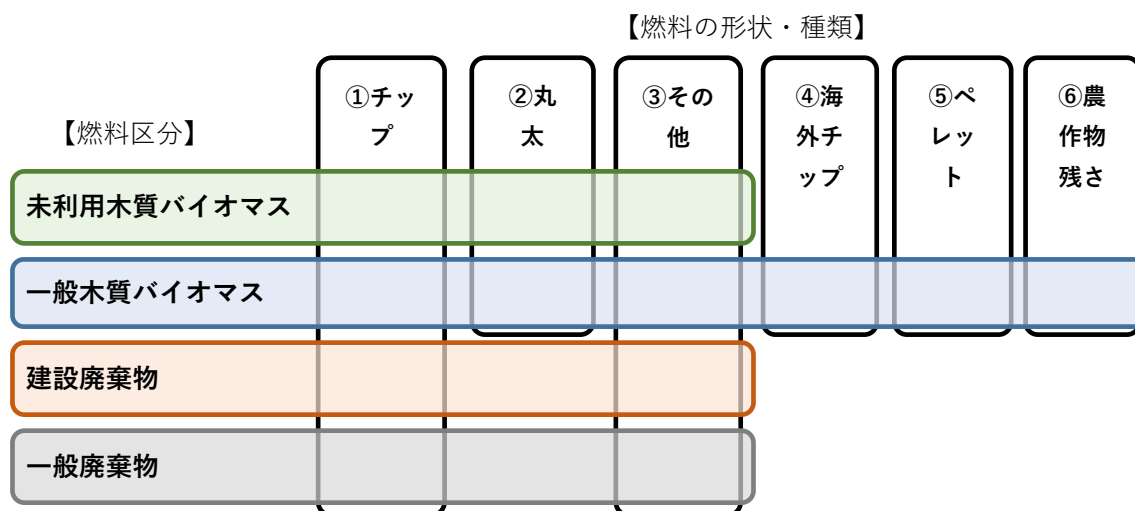 【燃料の形状・種類】
①チッ
プ
②丸
太
③その
他
④海
外チ
ップ
⑤ペ
レッ
ト
⑥農
作物
残さ
【燃料区分】
未利用木質バイオマス
一般木質バイオマス
建設廃棄物
一般廃棄物